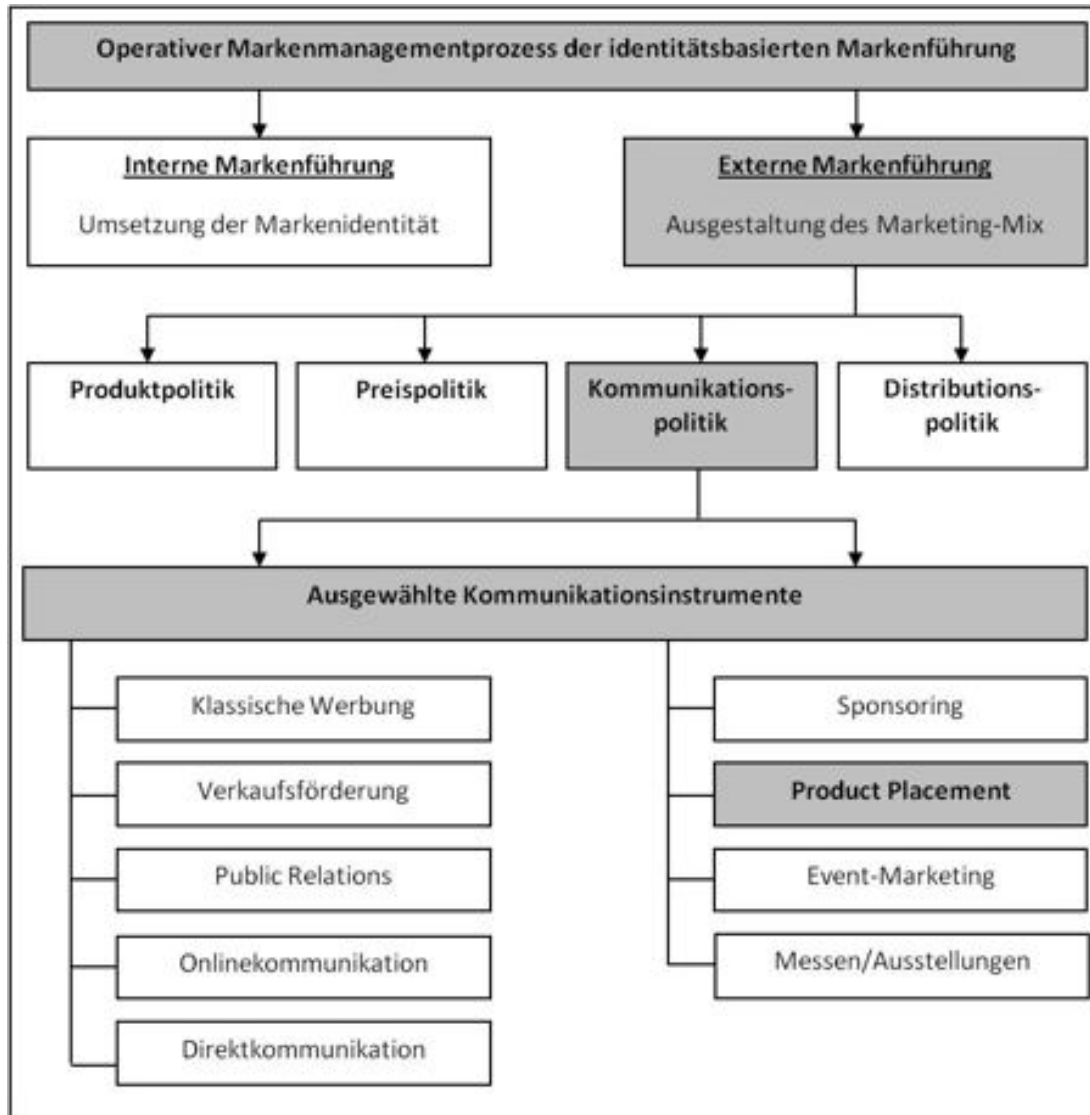 Operativer Markenmanagementprozess der identitätsbasierten Markenführung
Interne Markenführung
Umsetzung der Markenidentität
Externe Markenführung
Ausgestaltung des Marketing-Mix
Produktpolitik
Preispolitik
Kommunikations-
politik
Distributions-
politik
Ausgewählte Kommunikationsinstrumente
Klassische Werbung
Verkaufsförderung
Public Relations
Onlinekommunikation
Direktkommunikation
Sponsoring
Product Placement
Event-Marketing
Messen/Ausstellungen